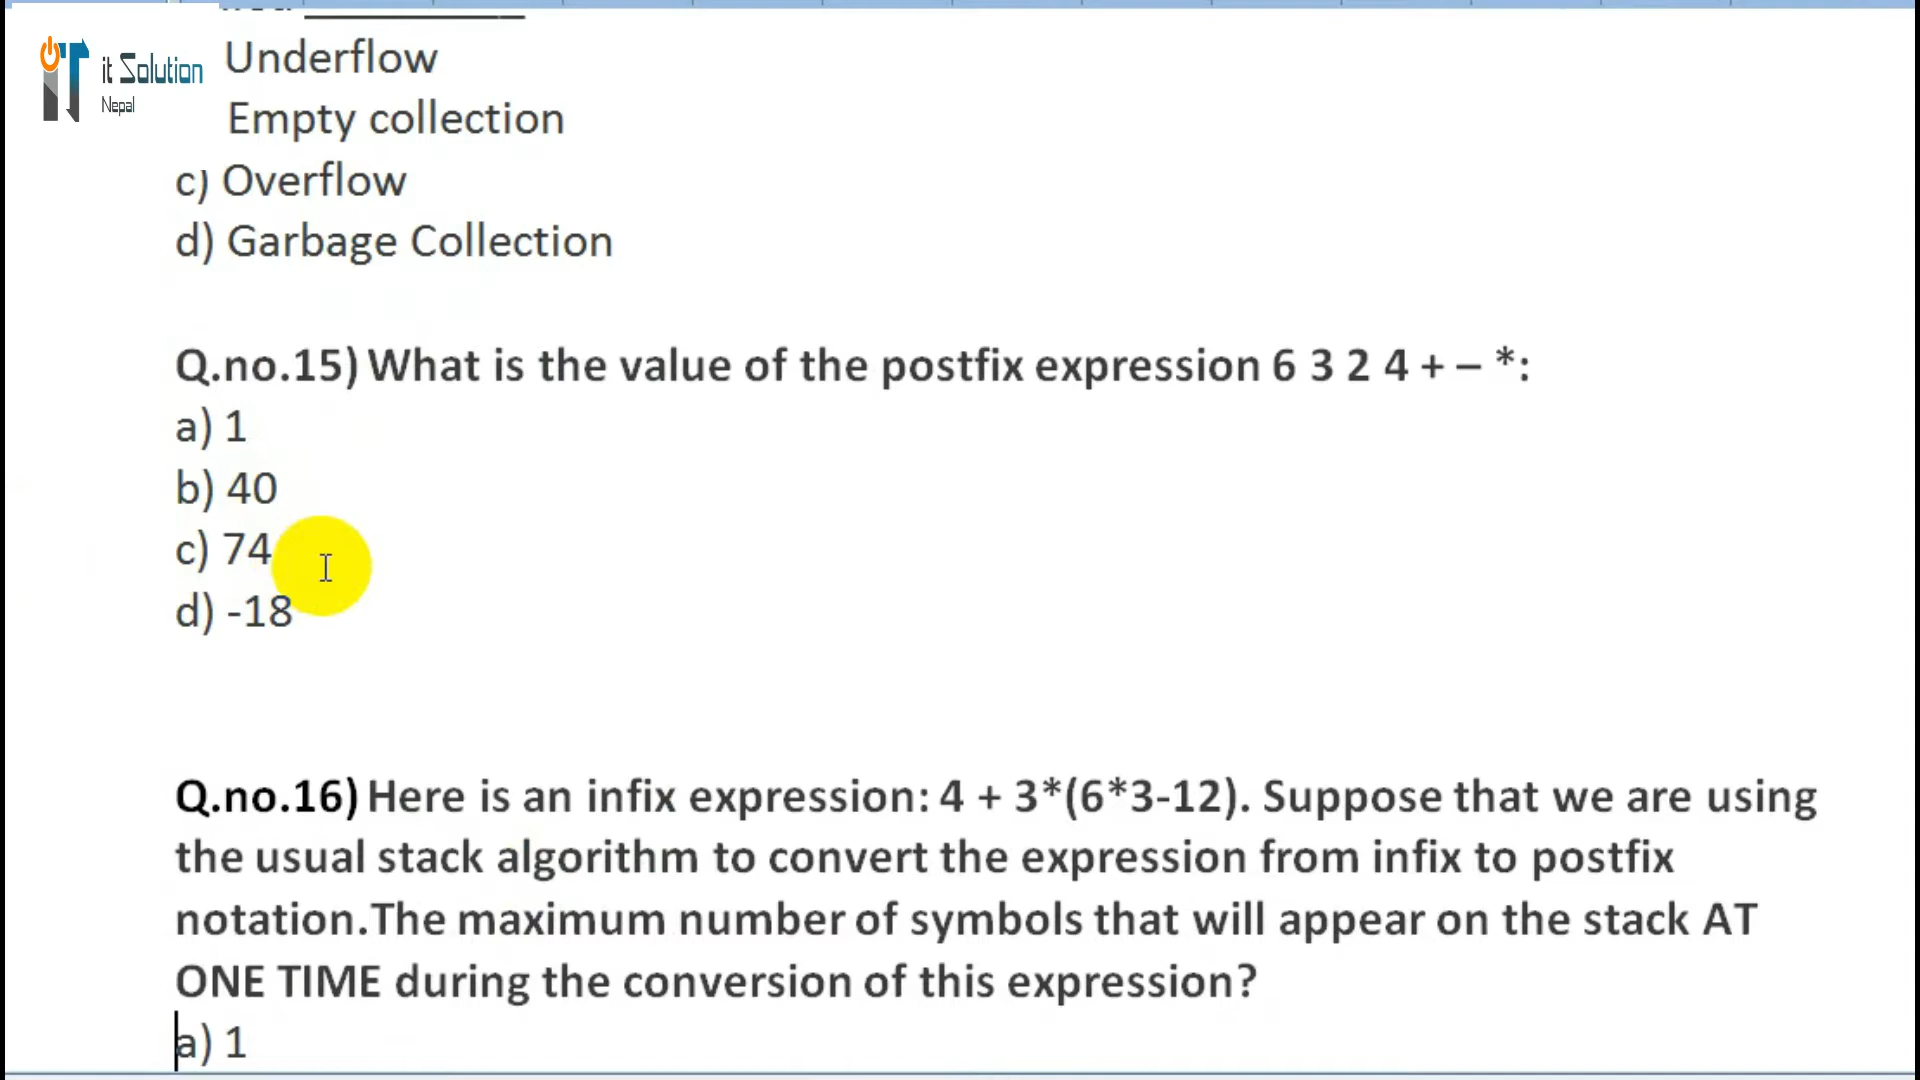 it Solution
Nepal
Underflow
Empty collection
c) Overflow
d) Garbage Collection
Q.no.15) What is the value of the postfix expression 6 3 2 4 + – *:
a) 1
b) 40
c) 74
d) -18
Q.no.16) Here is an infix expression: 4 + 3*(6*3-12). Suppose that we are using
the usual stack algorithm to convert the expression from infix to postfix
notation.The maximum number of symbols that will appear on the stack AT
ONE TIME during the conversion of this expression?
a) 1